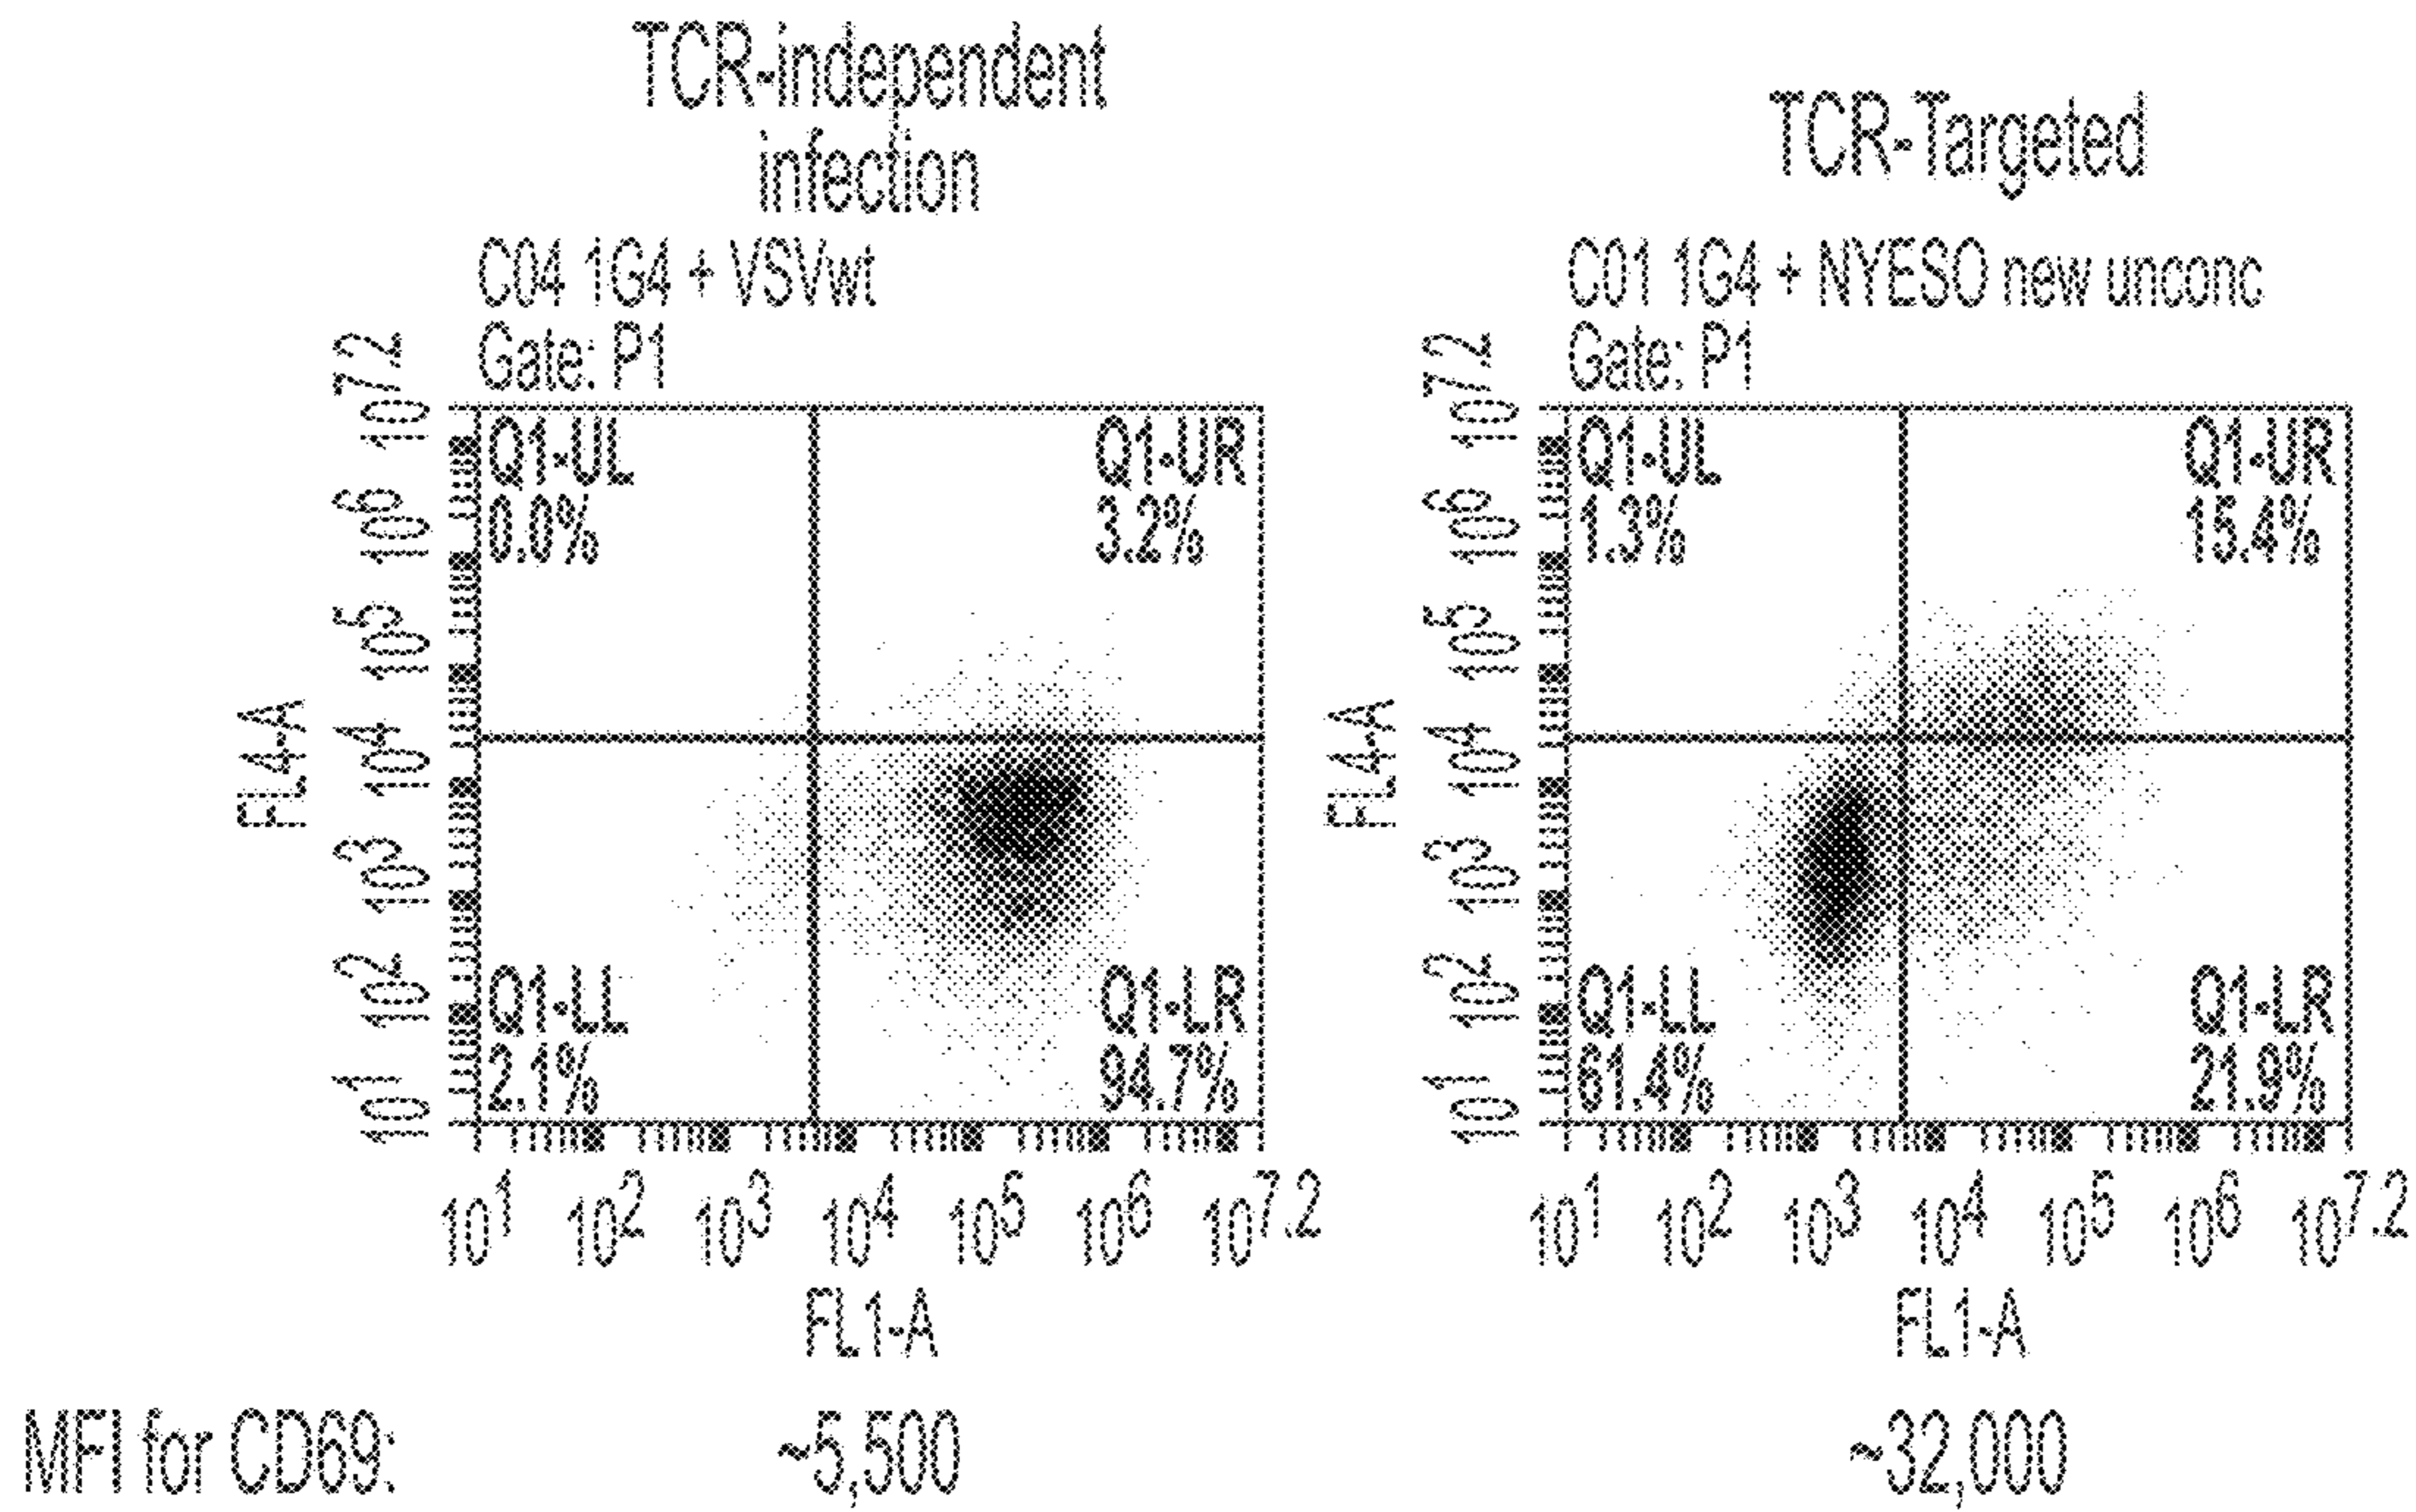 TCR-independent
infection
C04 1G4 + VSVwt
Gate: P1
Q1-UL
0.0%
Q1-UR
3.2%
Q1-LL
2.1%
Q1-LR
94.7%
FL4-A
10^7.2
10^6
10^5
10^4
10^3
10^2
10^1
10^1 10^2 10^3 10^4 10^5 10^6 10^7.2
FL1-A
TCR-Targeted
C01 1G4 + NYESO new unconc
Gate: P1
Q1-UL
1.3%
Q1-UR
15.4%
Q1-LL
61.4%
Q1-LR
21.9%
FL4-A
10^7.2
10^6
10^5
10^4
10^3
10^2
10^1
10^1 10^2 10^3 10^4 10^5 10^6 10^7.2
FL1-A
MFI for CD69: ~5,500 ~32,000